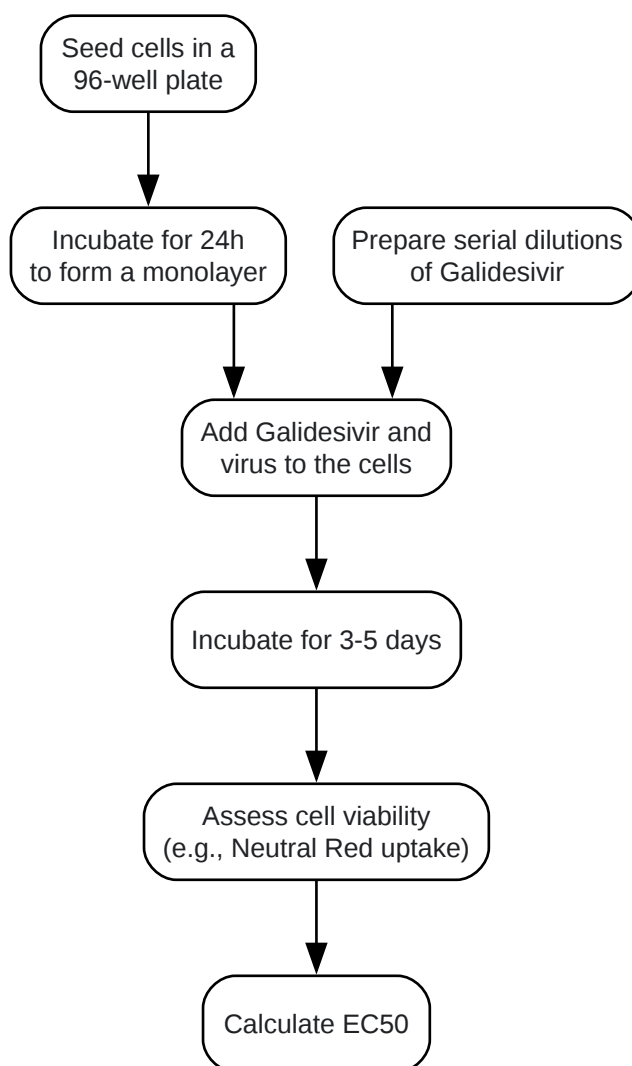 Seed cells in a
96-well plate
Incubate for 24h
to form a monolayer
Prepare serial dilutions
of Galidesivir
Add Galidesivir and
virus to the cells
Incubate for 3-5 days
Assess cell viability
(e.g., Neutral Red uptake)
Calculate EC50